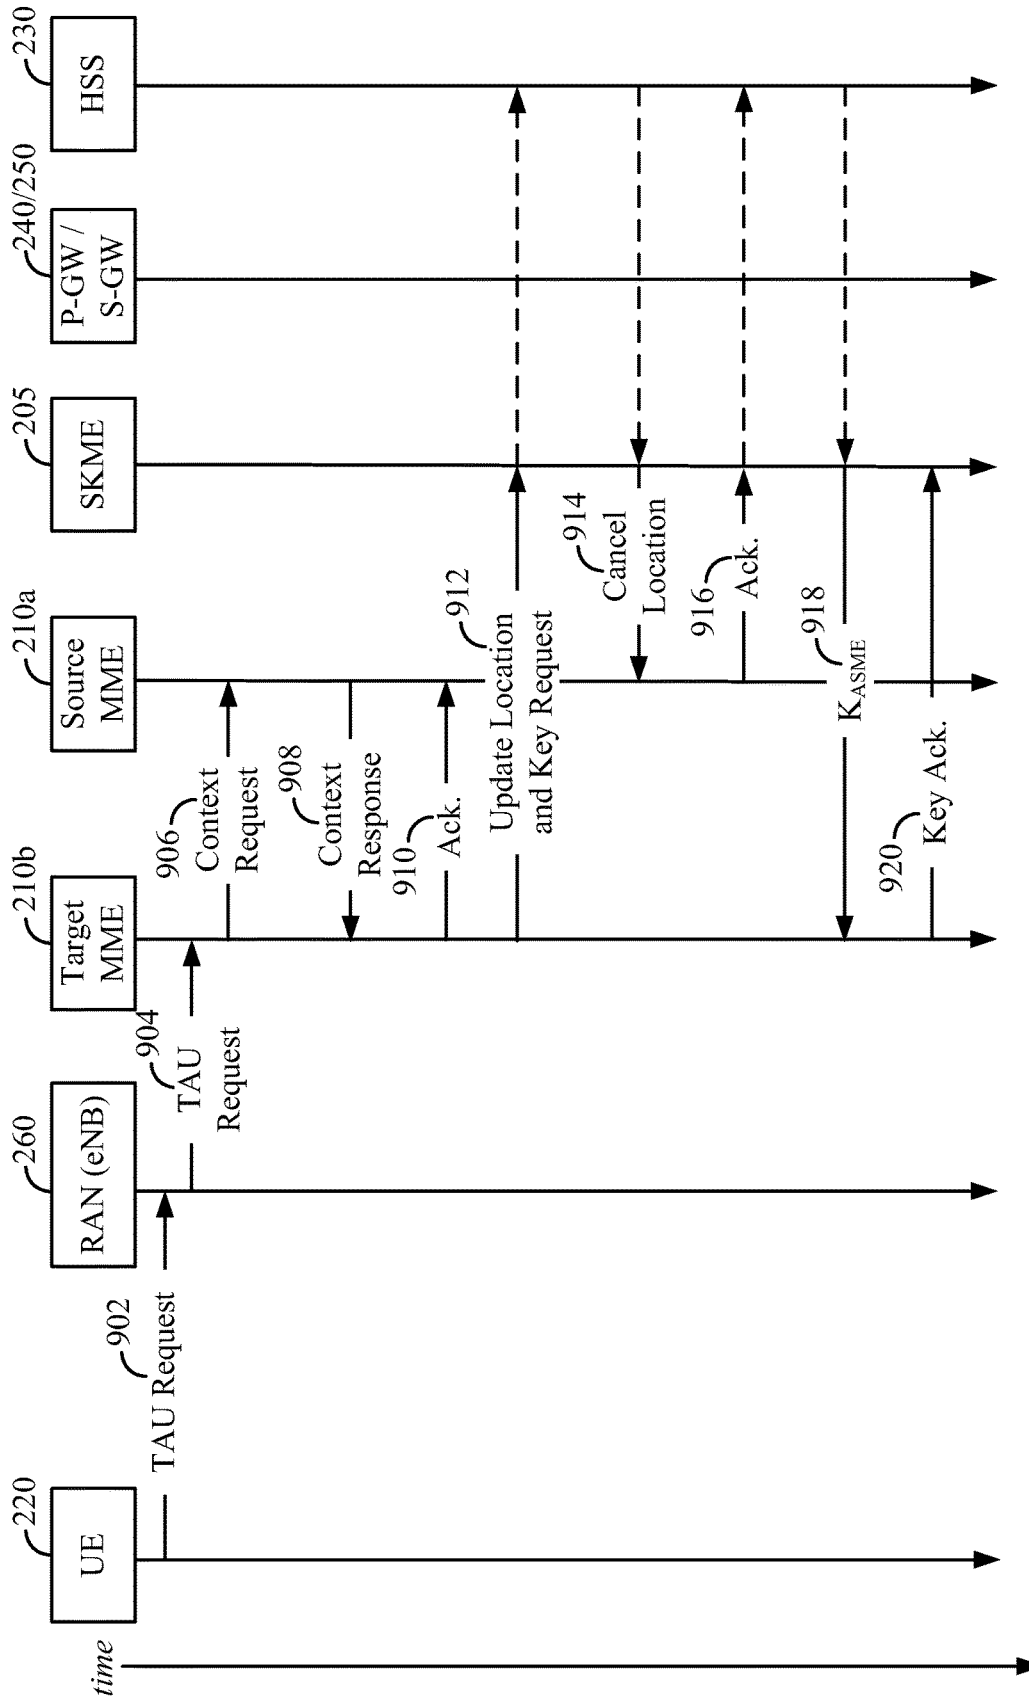 time
220
UE
260
RAN (eNB)
210b
Target
MME
210a
Source
MME
205
SKME
240/250
P-GW /
S-GW
230
HSS
902
TAU Request
904
TAU
Request
906
Context
Request
908
Context
Response
910
Ack.
912
Update Location
and Key Request
914
Cancel
Location
916
Ack.
918
KASME
920
Key Ack.